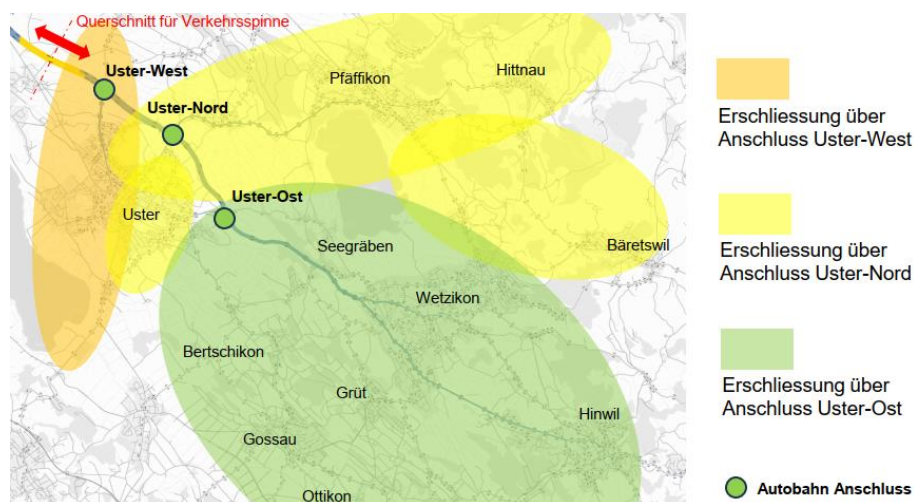 Querschnitt für Verkehrsspinne
Uster-West
Pfäffikon
Hittnau
Uster-Nord
Uster-Ost
Uster
Seegräben
Bäretswil
Wetzikon
Bertschikon
Grüt
Hinwil
Gossau
Ottikon
Erschliessung über
Anschluss Uster-West
Erschliessung über
Anschluss Uster-Nord
Erschliessung über
Anschluss Uster-Ost
Autobahn Anschluss